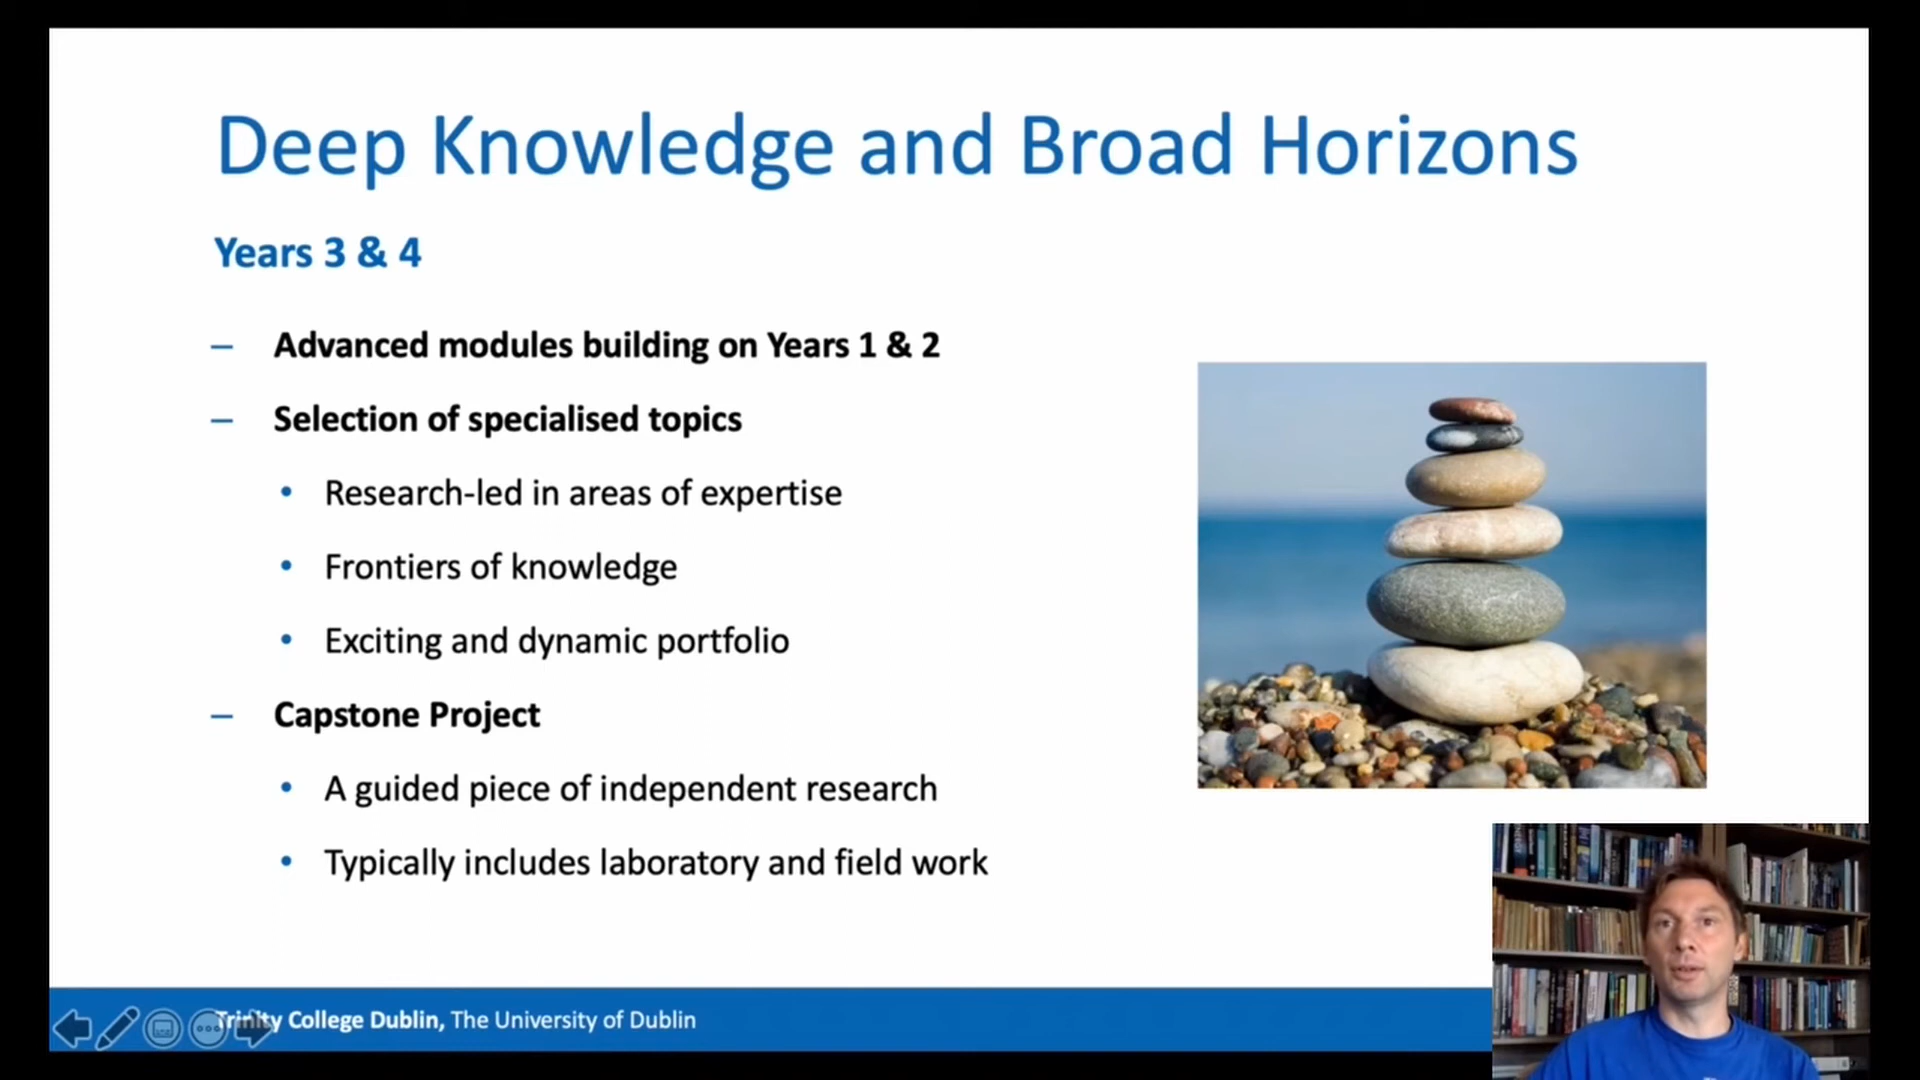 Deep Knowledge and Broad Horizons
Years 3 & 4
– Advanced modules building on Years 1 & 2
– Selection of specialised topics
• Research-led in areas of expertise
• Frontiers of knowledge
• Exciting and dynamic portfolio
– Capstone Project
• A guided piece of independent research
• Typically includes laboratory and field work
Trinity College Dublin, The University of Dublin